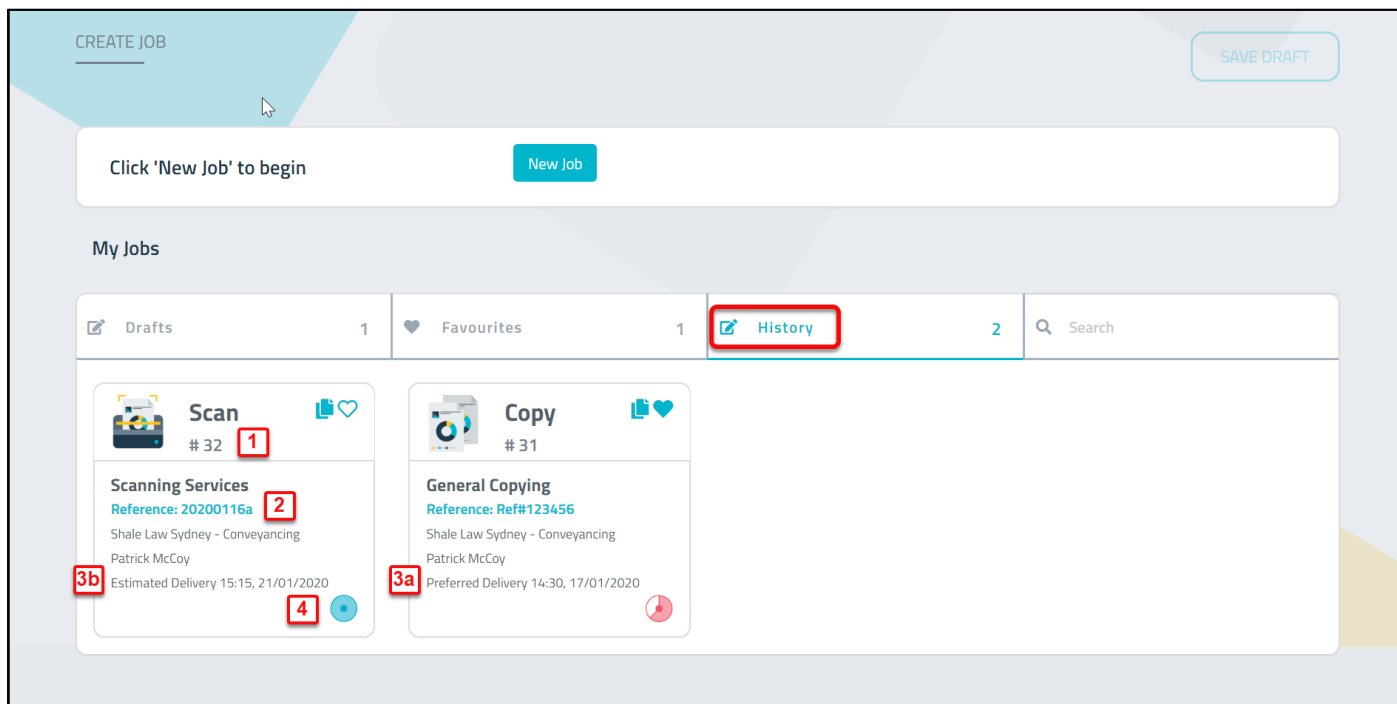 CREATE JOB
SAVE DRAFT
Click 'New Job' to begin
New Job
My Jobs
Drafts 1
Favourites 1
History 2
Search
Scan
# 32 1
Scanning Services
Reference: 20200116a 2
Shale Law Sydney - Conveyancing
Patrick McCoy
3b Estimated Delivery 15:15, 21/01/2020
4
Copy
# 31
General Copying
Reference: Ref#123456
Shale Law Sydney - Conveyancing
Patrick McCoy
3a Preferred Delivery 14:30, 17/01/2020